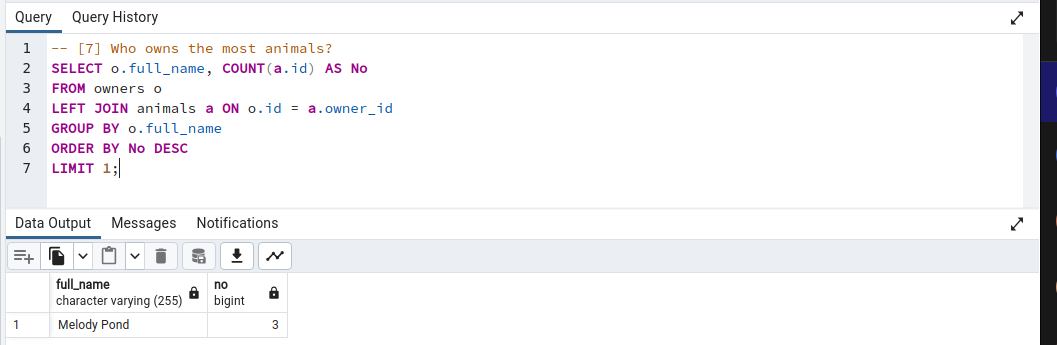 Query Query History
1 -- [7] Who owns the most animals?
2 SELECT o.full_name, COUNT(a.id) AS No
3 FROM owners o
4 LEFT JOIN animals a ON o.id = a.owner_id
5 GROUP BY o.full_name
6 ORDER BY No DESC
7 LIMIT 1;
Data Output Messages Notifications
full_name no
character varying (255) bigint
1 Melody Pond 3